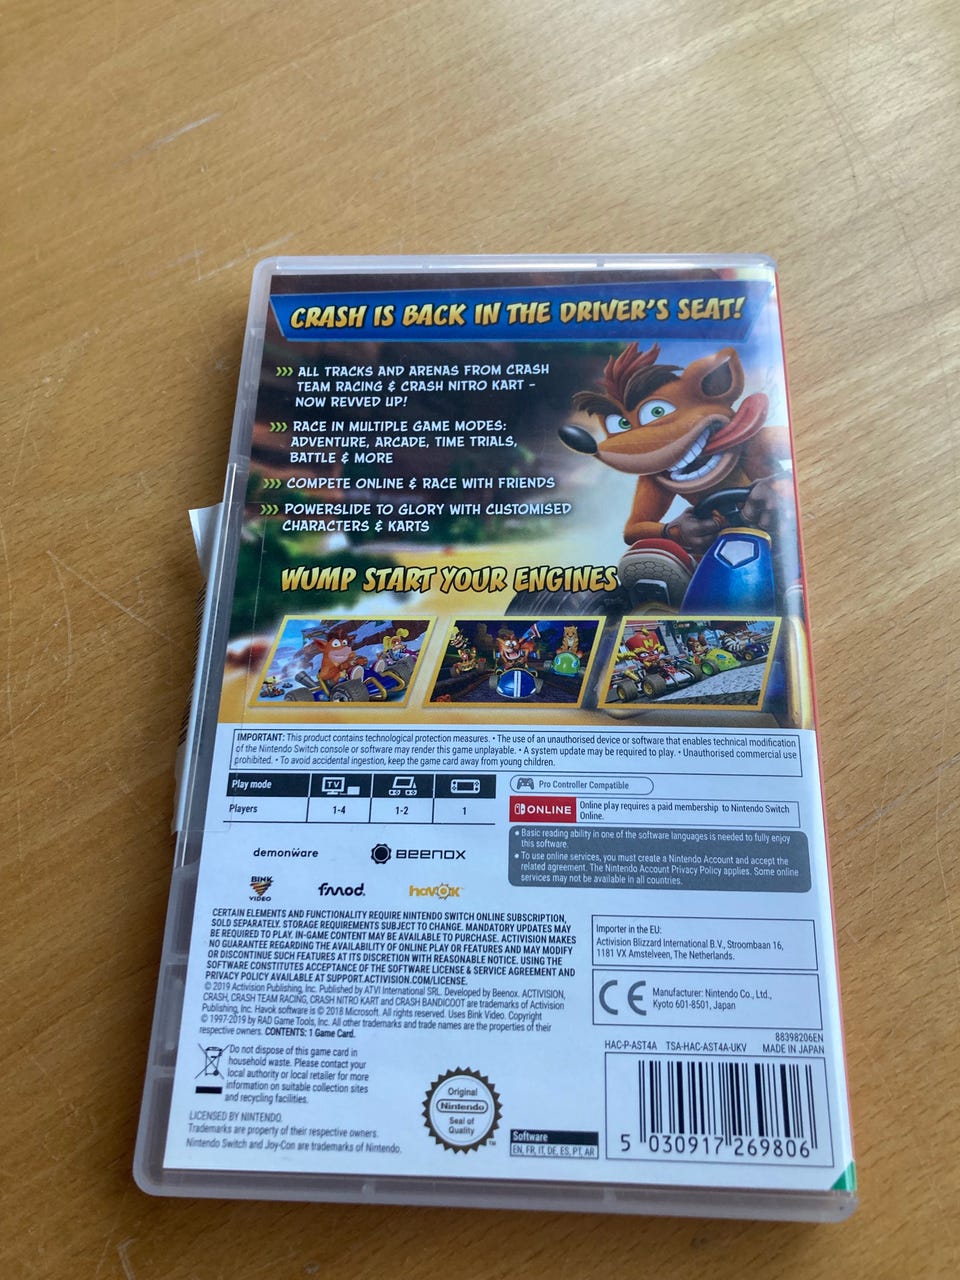 CRASH IS BACK IN THE DRIVER'S SEAT!
>>> ALL TRACKS AND ARENAS FROM CRASH
TEAM RACING & CRASH NITRO KART -
NOW REVVED UP!
>>> RACE IN MULTIPLE GAME MODES:
ADVENTURE, ARCADE, TIME TRIALS,
BATTLE & MORE
>>> COMPETE ONLINE & RACE WITH FRIENDS
>>> POWERSLIDE TO GLORY WITH CUSTOMISED
CHARACTERS & KARTS
WUMP START YOUR ENGINES
IMPORTANT: This product contains technological protection measures. • The use of an unauthorised device or software that enables technical modification
of the Nintendo Switch console or software may render this game unplayable. • A system update may be required to play. • Unauthorised commercial use
prohibited. • To avoid accidental ingestion, keep the game card away from young children.
Play mode TV
Players 1-4 1-2 1
Pro Controller Compatible
ONLINE Online play requires a paid membership to Nintendo Switch
Online.
• Basic reading ability in one of the software languages is needed to fully enjoy
this software.
• To use online services, you must create a Nintendo Account and accept the
related agreement. The Nintendo Account Privacy Policy applies. Some online
services may not be available in all countries.
demonware BEENOX
BINK
VIDEO
fmod. havok
CERTAIN ELEMENTS AND FUNCTIONALITY REQUIRE NINTENDO SWITCH ONLINE SUBSCRIPTION,
SOLD SEPARATELY. STORAGE REQUIREMENTS SUBJECT TO CHANGE. MANDATORY UPDATES MAY
BE REQUIRED TO PLAY. IN-GAME CONTENT MAY BE AVAILABLE TO PURCHASE. ACTIVISION MAKES
NO GUARANTEE REGARDING THE AVAILABILITY OF ONLINE PLAY OR FEATURES AND MAY MODIFY
OR DISCONTINUE SUCH FEATURES AT ITS DISCRETION WITH REASONABLE NOTICE. USING THE
SOFTWARE CONSTITUTES ACCEPTANCE OF THE SOFTWARE LICENSE & SERVICE AGREEMENT AND
PRIVACY POLICY AVAILABLE AT SUPPORT.ACTIVISION.COM/LICENSE.
© 2019 Activision Publishing, Inc. Published by ATVI International SRL. Developed by Beenox. ACTIVISION,
CRASH, CRASH TEAM RACING, CRASH NITRO KART and CRASH BANDICOOT are trademarks of Activision
Publishing, Inc. Havok software is © 2018 Microsoft. All rights reserved. Uses Bink Video. Copyright
© 1997-2019 by RAD Game Tools, Inc. All other trademarks and trade names are the properties of their
respective owners. CONTENTS: 1 Game Card.
Importer in the EU:
Activision Blizzard International B.V., Stroombaan 16,
1181 VX Amstelveen, The Netherlands.
CE Manufacturer: Nintendo Co., Ltd.,
Kyoto 601-8501, Japan
88398206EN
HAC-P-AST4A TSA-HAC-AST4A-UKV MADE IN JAPAN
Do not dispose of this game card in
household waste. Please contact your
local authority or local retailer for more
information on suitable collection sites
and recycling facilities.
LICENSED BY NINTENDO.
Trademarks are property of their respective owners.
Nintendo Switch and Joy-Con are trademarks of Nintendo.
Original
Nintendo
Seal of
Quality
TM
Software
EN, FR, IT, DE, ES, PT, AR
5 030917 269806